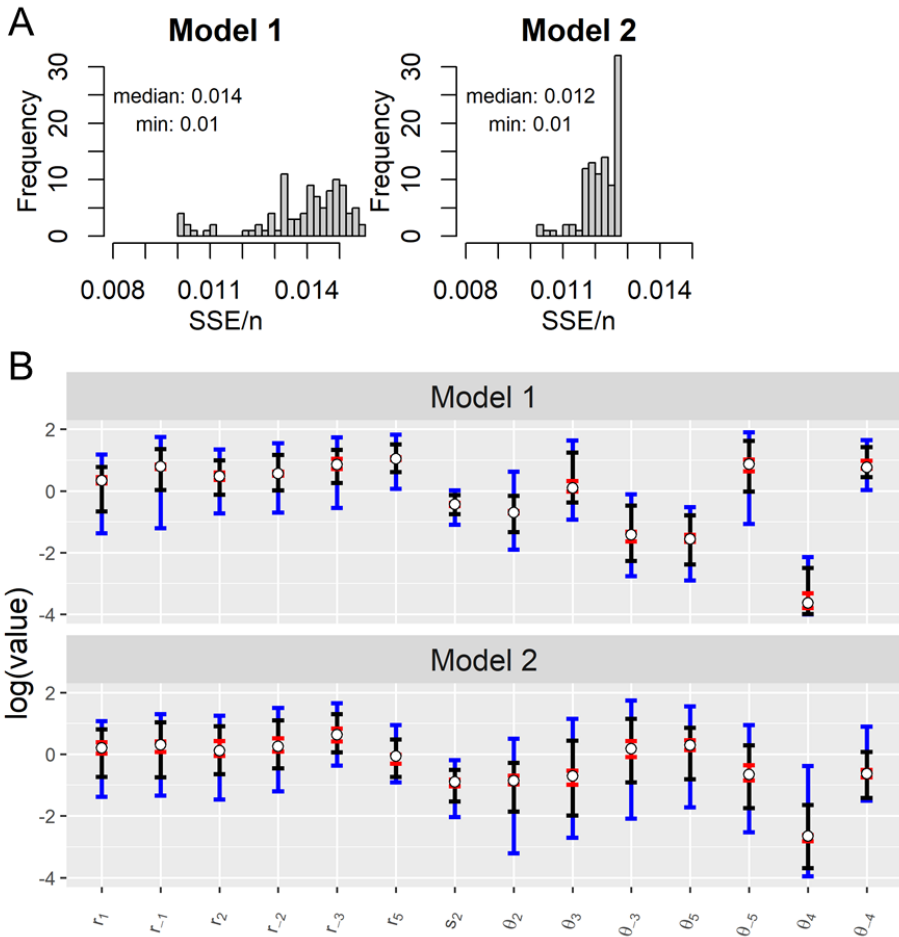 A
Model 1
Model 2
Frequency
0
10
20
30
median: 0.014
min: 0.01
0.008
0.011
0.014
SSE/n
Frequency
0
10
20
30
median: 0.012
min: 0.01
0.008
0.011
0.014
SSE/n
B
log(value)
Model 1
2
0
-2
-4
Model 2
2
0
-2
-4
r₁
r₋₁
r₂
r₋₂
r₋₃
r₅
s₂
θ₂
θ₃
θ₋₃
θ₅
θ₋₅
θ₄
θ₋₄